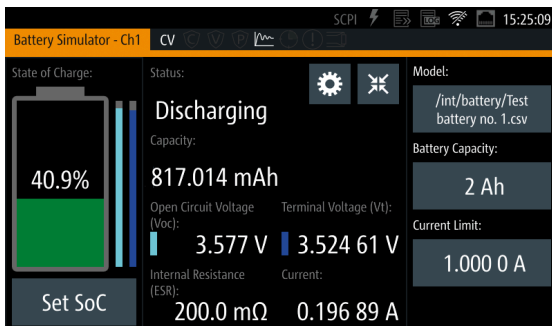 SCPI LOG 15:25:09
Battery Simulator - Ch1 CV C V P
State of Charge:
40.9%
Set SoC
Status:
Discharging
Capacity:
817.014 mAh
Open Circuit Voltage
(Voc):
3.577 V
Terminal Voltage (Vt):
3.524 61 V
Internal Resistance
(ESR):
200.0 mΩ
Current:
0.196 89 A
Model:
/int/battery/Test
battery no. 1.csv
Battery Capacity:
2 Ah
Current Limit:
1.000 0 A